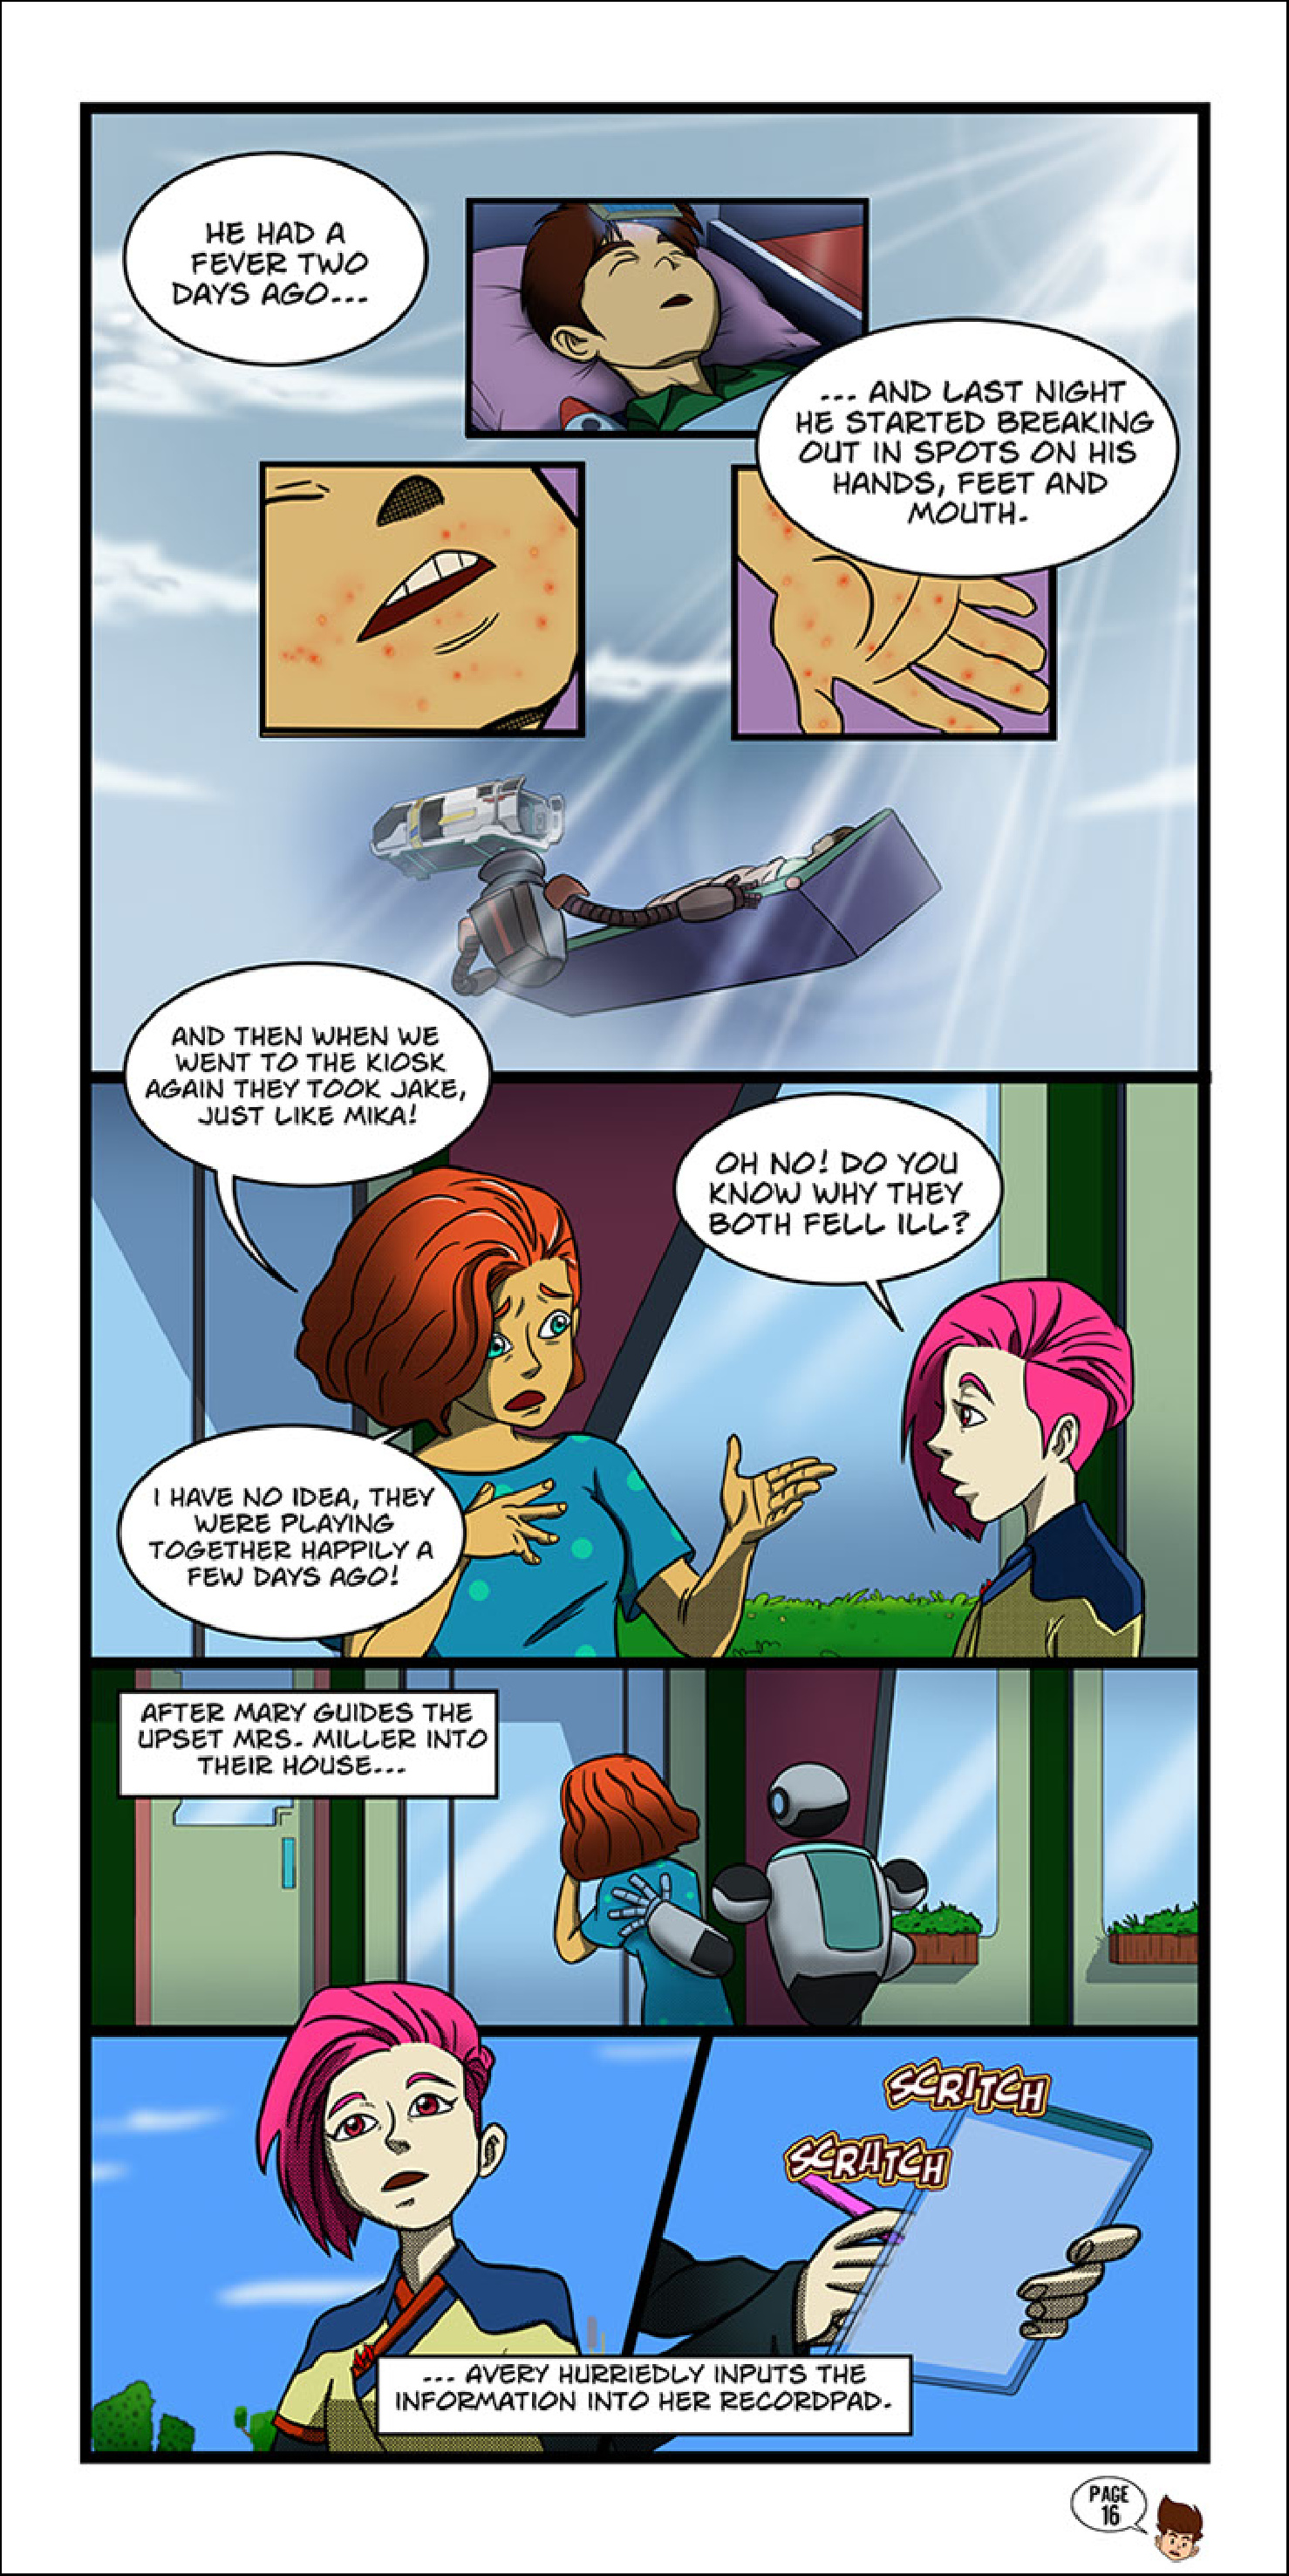 HE HAD A
FEVER TWO
DAYS AGO...
... AND LAST NIGHT
HE STARTED BREAKING
OUT IN SPOTS ON HIS
HANDS, FEET AND
MOUTH.
AND THEN WHEN WE
WENT TO THE KIOSK
AGAIN THEY TOOK JAKE,
JUST LIKE MIKA!
OH NO! DO YOU
KNOW WHY THEY
BOTH FELL ILL?
I HAVE NO IDEA, THEY
WERE PLAYING
TOGETHER HAPPILY A
FEW DAYS AGO!
AFTER MARY GUIDES THE
UPSET MRS. MILLER INTO
THEIR HOUSE...
SCRITCH
SCRATCH
... AVERY HURRIEDLY INPUTS THE
INFORMATION INTO HER RECORDPAD.
PAGE
16